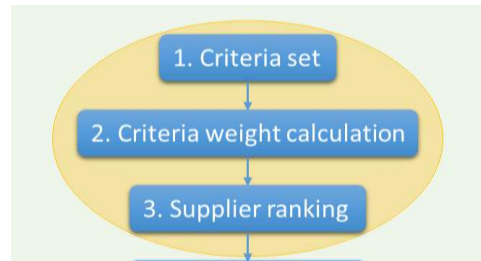 1. Criteria set
2. Criteria weight calculation
3. Supplier ranking